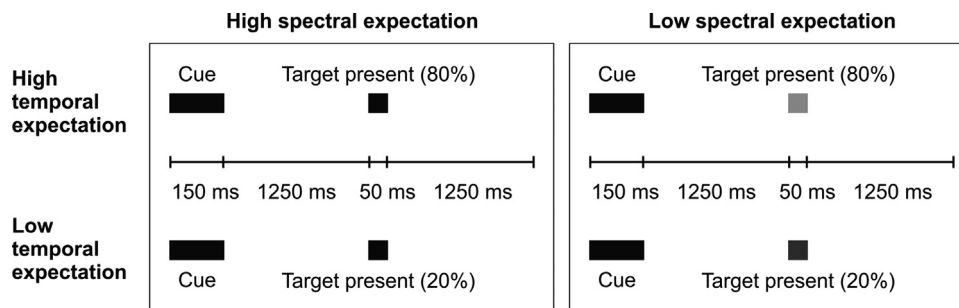 High spectral expectation
Low spectral expectation
High
temporal
expectation
Cue
Target present (80%)
Cue
Target present (80%)
150 ms
1250 ms
50 ms
1250 ms
150 ms
1250 ms
50 ms
1250 ms
Low
temporal
expectation
Cue
Target present (20%)
Cue
Target present (20%)